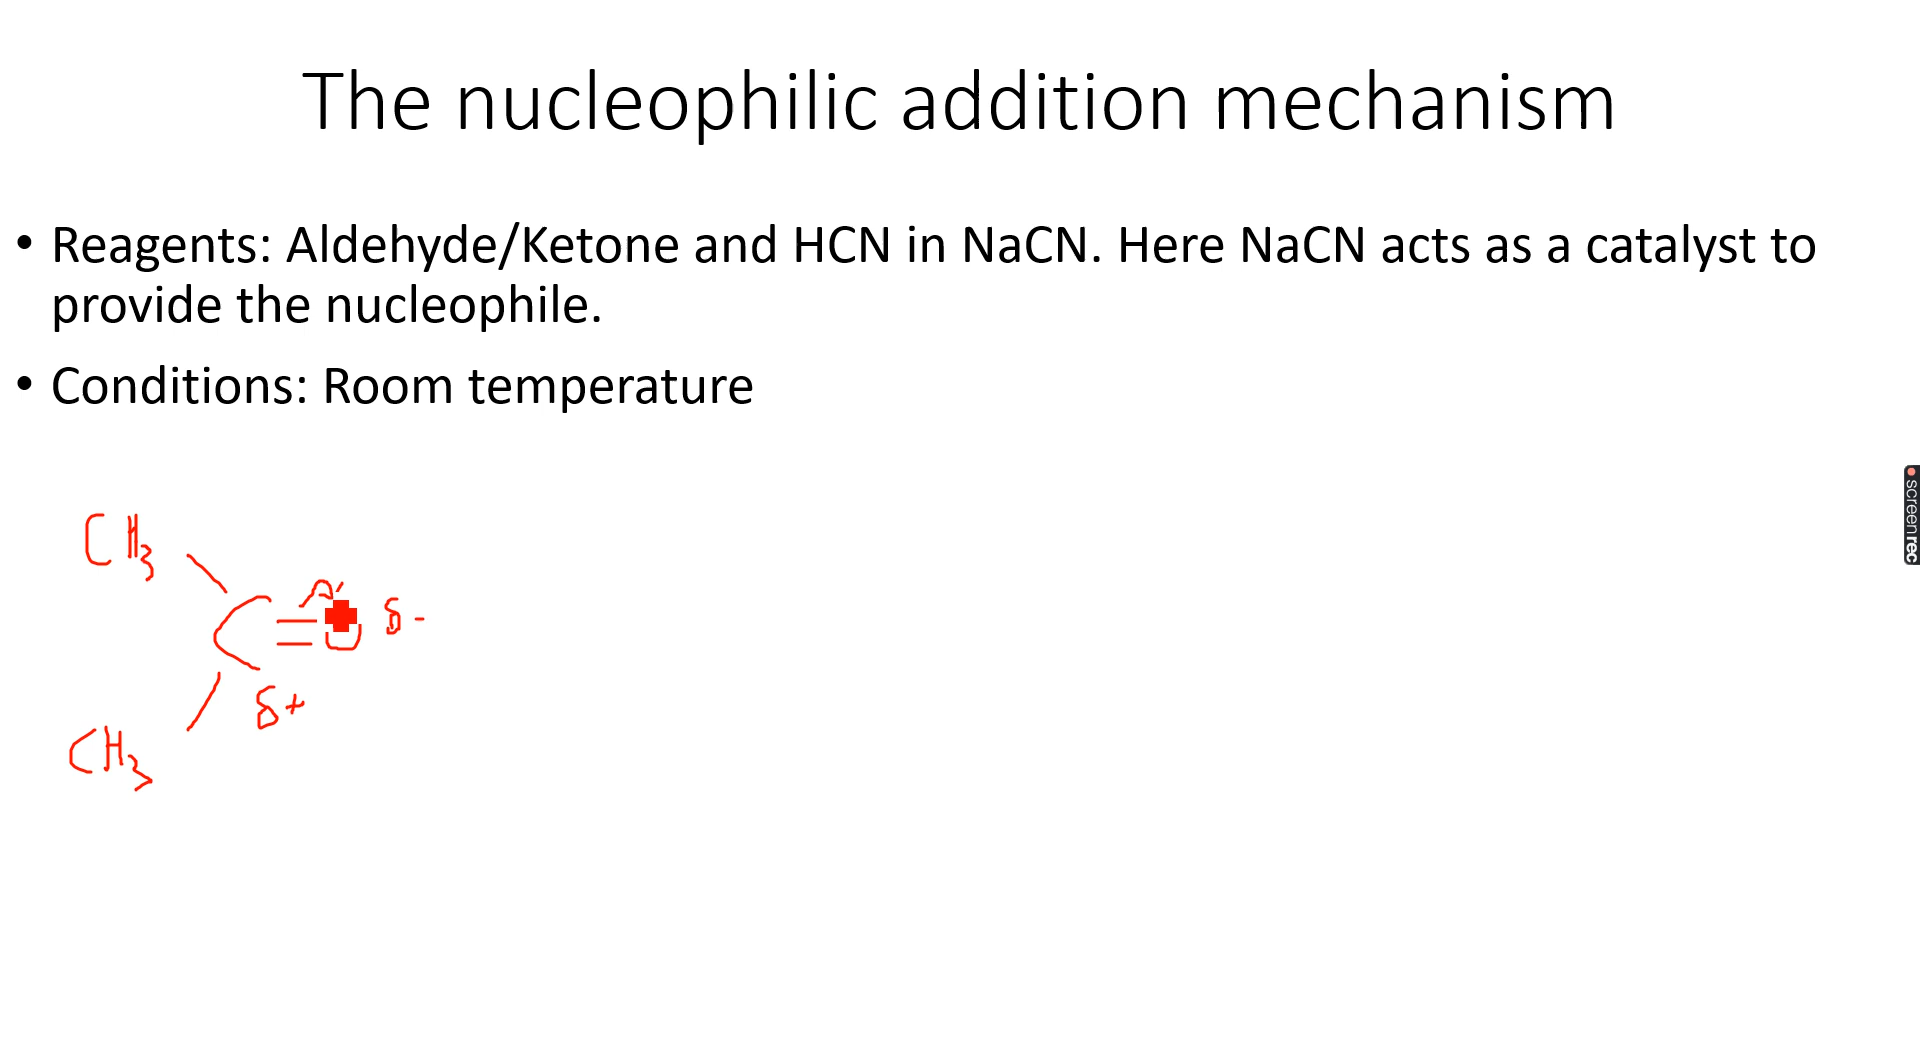 The nucleophilic addition mechanism
• Reagents: Aldehyde/Ketone and HCN in NaCN. Here NaCN acts as a catalyst to
provide the nucleophile.
• Conditions: Room temperature
CH3
C= δ-
δ+
CH3
screenrec